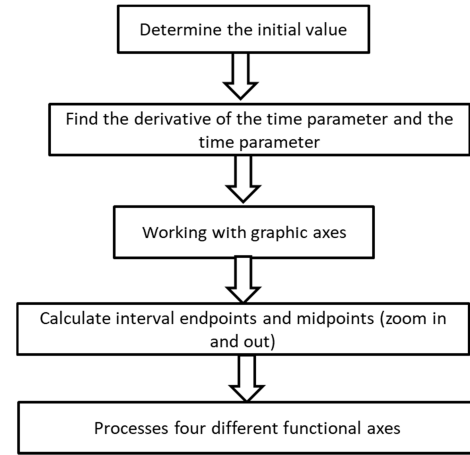 Determine the initial value
Find the derivative of the time parameter and the
time parameter
Working with graphic axes
Calculate interval endpoints and midpoints (zoom in
and out)
Processes four different functional axes